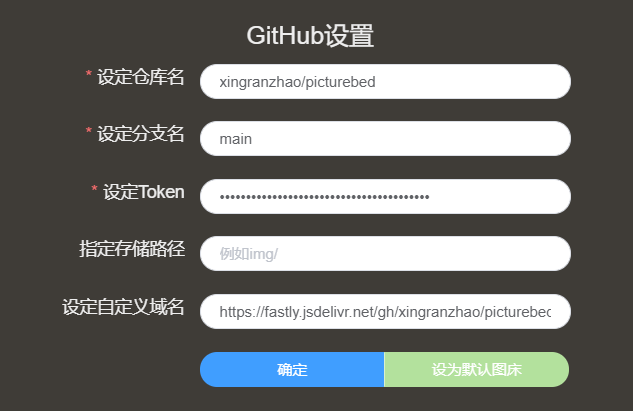 GitHub设置
* 设定仓库名 xingranzhao/picturebed
* 设定分支名 main
* 设定Token ••••••••••••••••••••••••••••••••••••••••
指定存储路径 例如img/
设定自定义域名 https://fastly.jsdelivr.net/gh/xingranzhao/picturebed
确定 设为默认图床